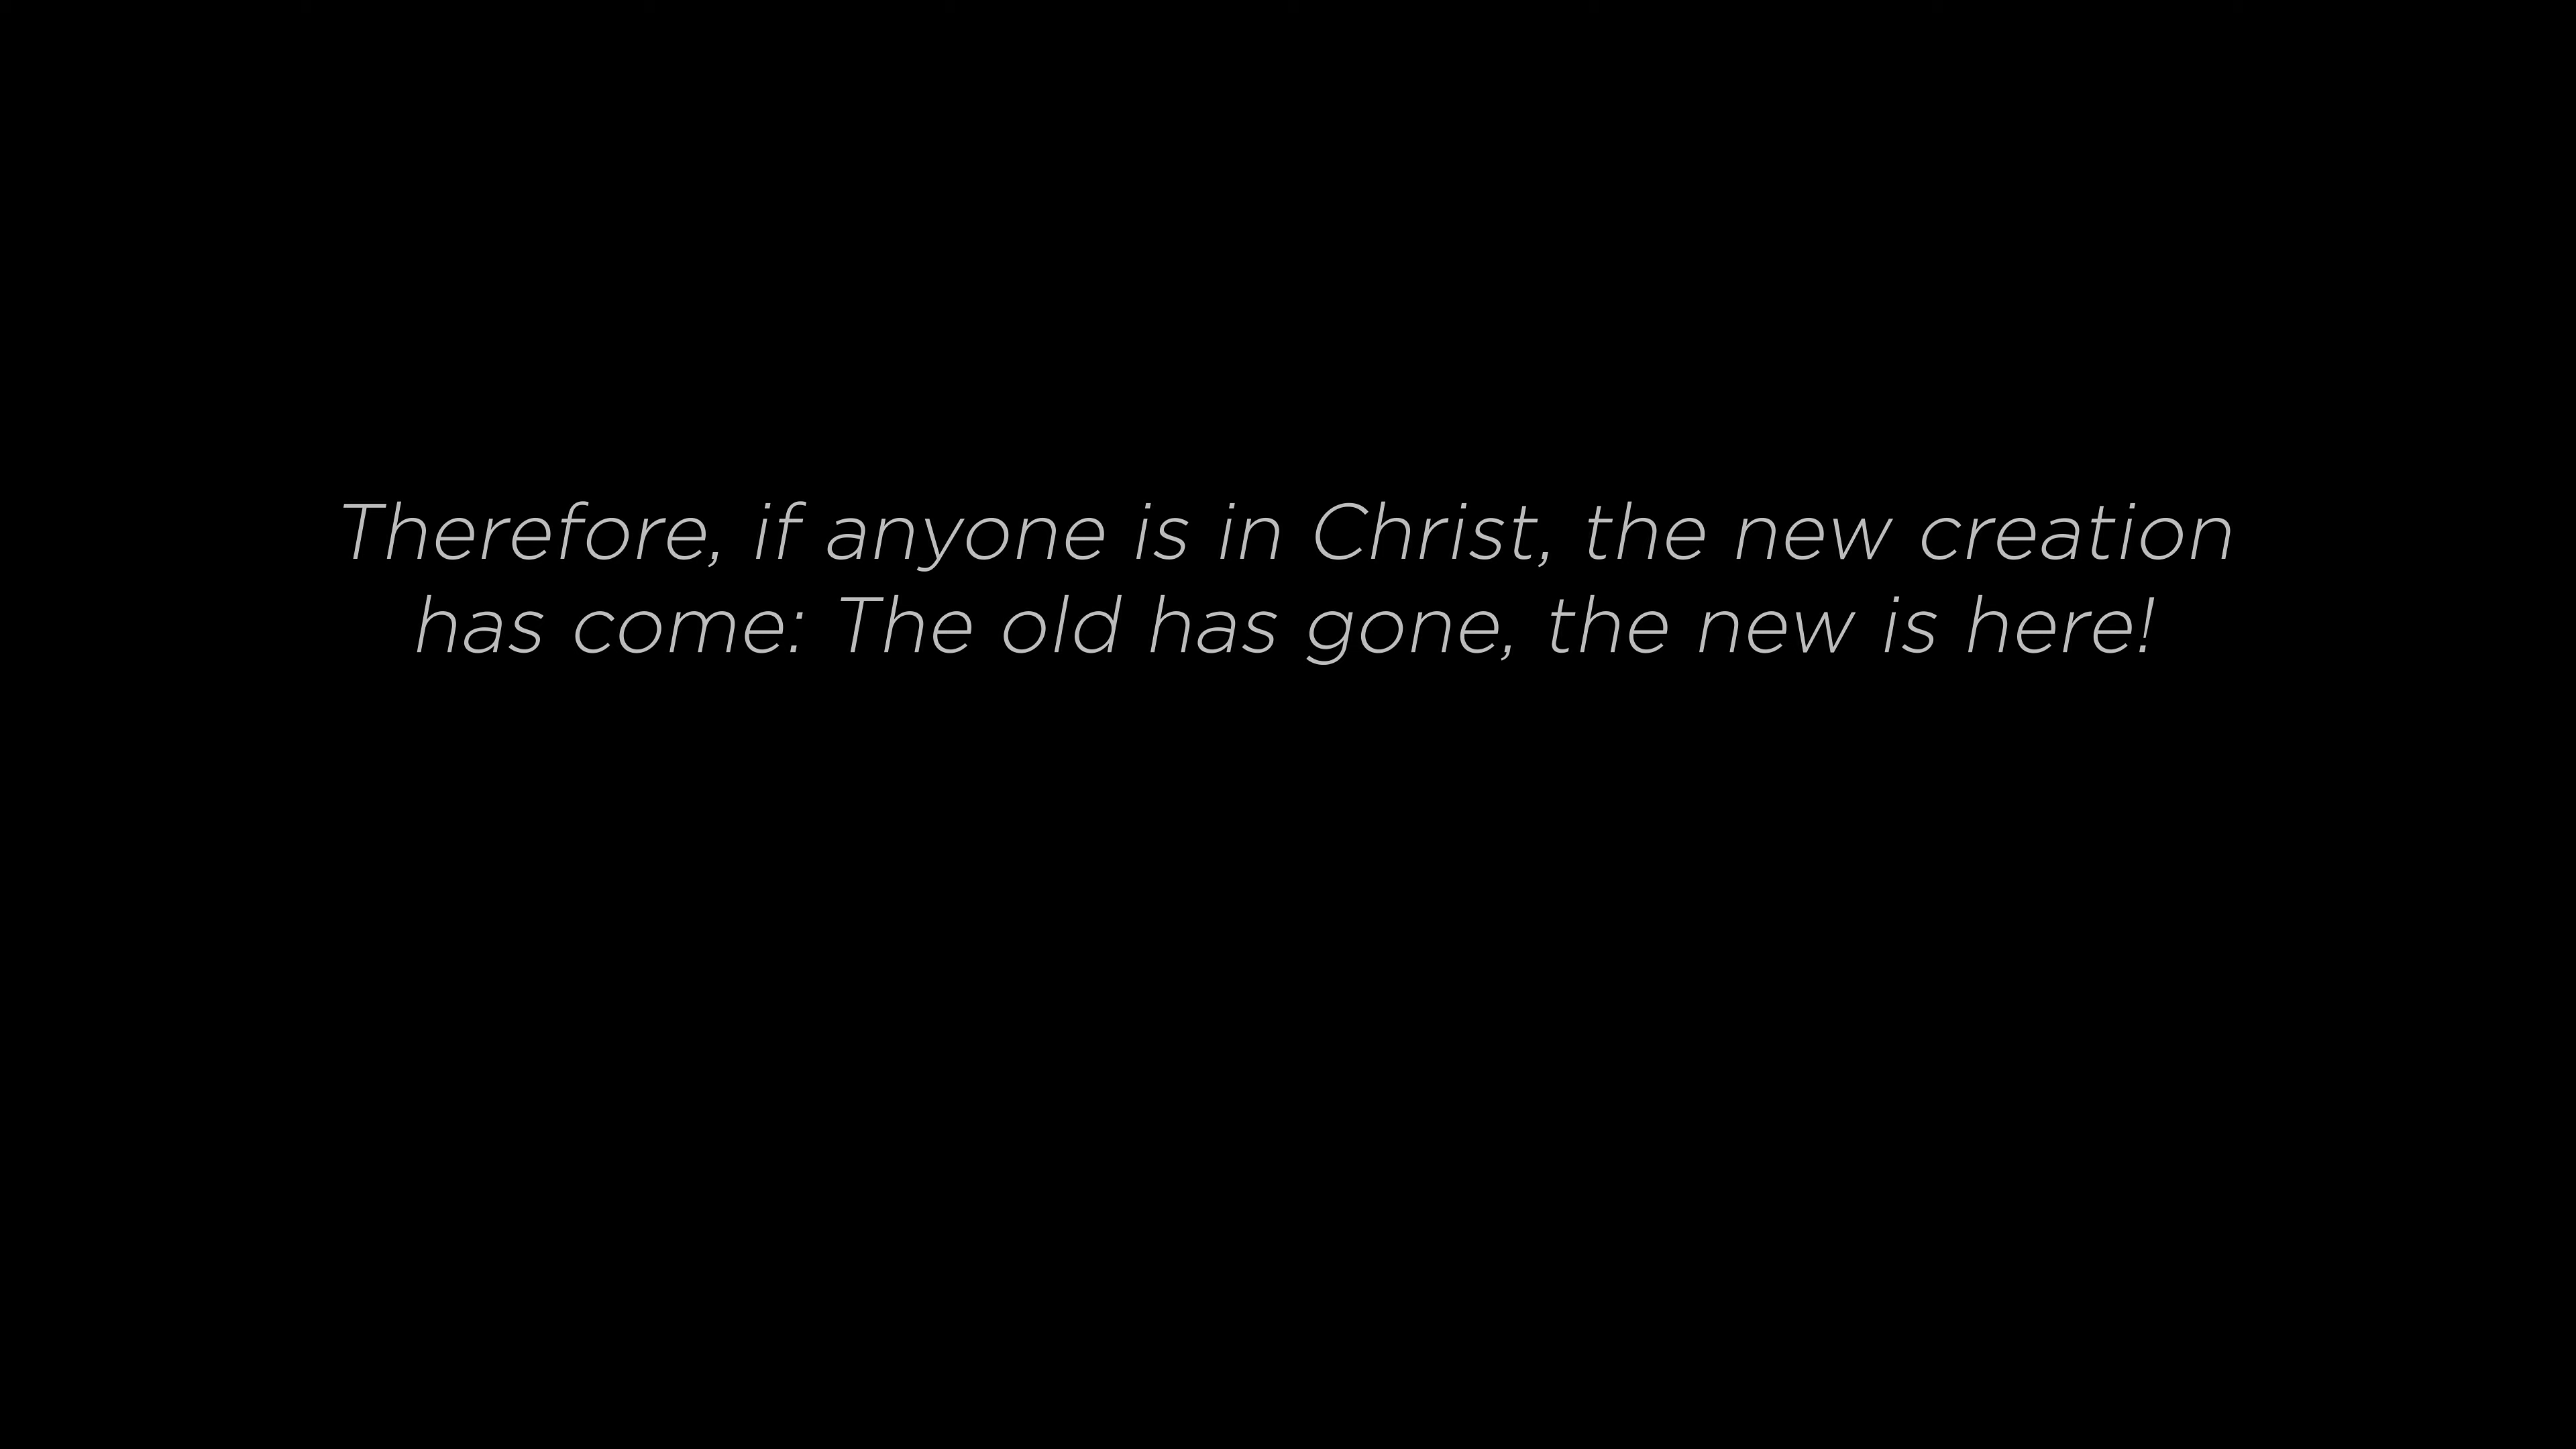 Therefore, if anyone is in Christ, the new creation
has come: The old has gone, the new is here!